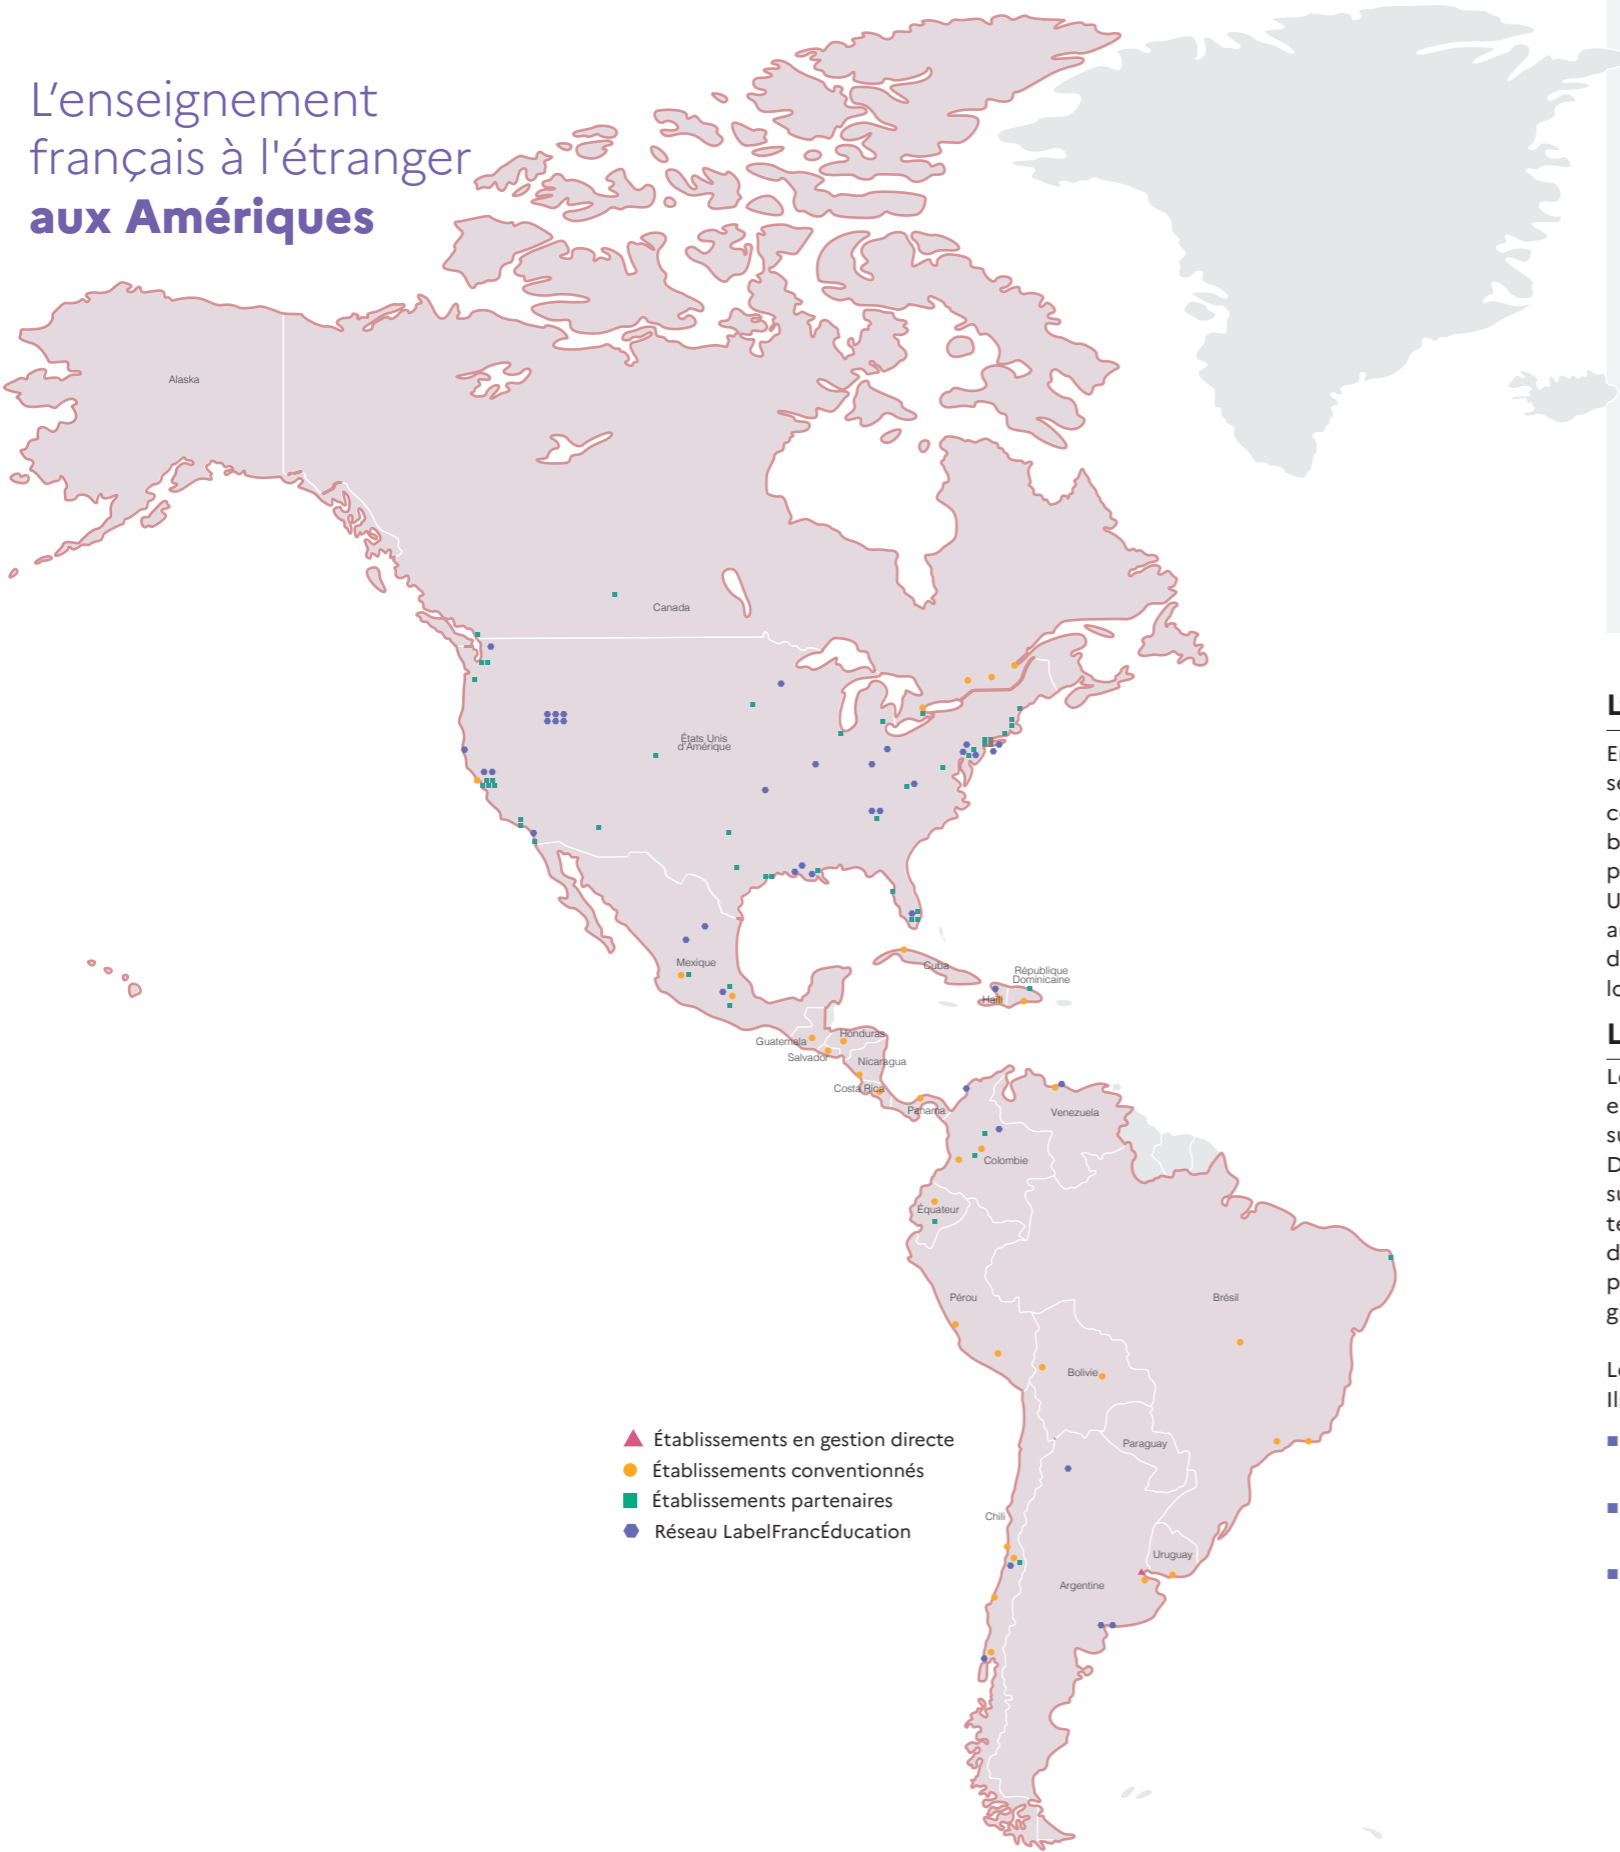 L'enseignement
français à l'étranger
aux Amériques
Alaska
Canada
États Unis
d'Amérique
Mexique
Cuba
République
Dominicaine
Haïti
Guatemala
Honduras
Salvador
Nicaragua
Costa Rica
Panama
Venezuela
Colombie
Équateur
Pérou
Brésil
Bolivie
Paraguay
Chili
Uruguay
Argentine
Établissements en gestion directe
Établissements conventionnés
Établissements partenaires
Réseau LabelFrancÉducation